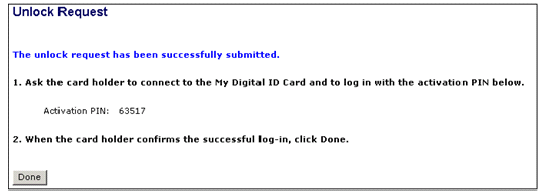 Unlock Request
The unlock request has been successfully submitted.
1. Ask the card holder to connect to the My Digital ID Card and to log in with the activation PIN below.
Activation PIN: 63517
2. When the card holder confirms the successful log-in, click Done.
Done